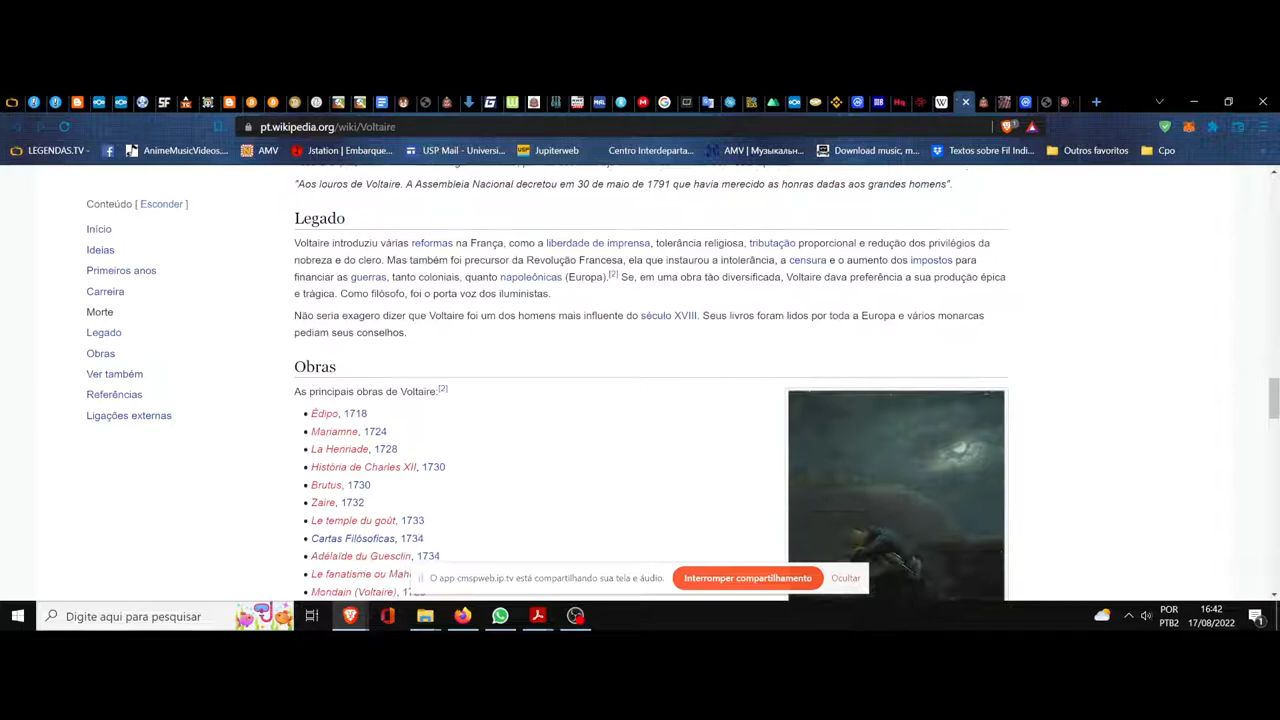 pt.wikipedia.org/wiki/Voltaire
LEGENDAS.TV -
AnimeMusicVideos...
AMV
Jstation | Embarque...
USP Mail - Universi...
Jupiterweb
Centro Interdeparta...
AMV | Музыкальн...
Download music, m...
Textos sobre Fil Indi...
Outros favoritos
Cpo
"Aos louros de Voltaire. A Assembleia Nacional decretou em 30 de maio de 1791 que havia merecido as honras dadas aos grandes homens".
Conteúdo [ Esconder ]
Início
Ideias
Primeiros anos
Carreira
Morte
Legado
Obras
Ver também
Referências
Ligações externas
Legado
Voltaire introduziu várias reformas na França, como a liberdade de imprensa, tolerância religiosa, tributação proporcional e redução dos privilégios da
nobreza e do clero. Mas também foi precursor da Revolução Francesa, ela que instaurou a intolerância, a censura e o aumento dos impostos para
financiar as guerras, tanto coloniais, quanto napoleônicas (Europa).[2] Se, em uma obra tão diversificada, Voltaire dava preferência a sua produção épica
e trágica. Como filósofo, foi o porta voz dos iluministas.
Não seria exagero dizer que Voltaire foi um dos homens mais influente do século XVIII. Seus livros foram lidos por toda a Europa e vários monarcas
pediam seus conselhos.
Obras
As principais obras de Voltaire:[2]
• Édipo, 1718
• Mariamne, 1724
• La Henriade, 1728
• História de Charles XII, 1730
• Brutus, 1730
• Zaire, 1732
• Le temple du goût, 1733
• Cartas Filosóficas, 1734
• Adélaïde du Guesclin, 1734
• Le fanatisme ou
• Mondain (Voltaire),
O app cmspweb.ip.tv está compartilhando sua tela e áudio.
Interromper compartilhamento
Ocultar
Digite aqui para pesquisar
POR
PTB2
16:42
17/08/2022